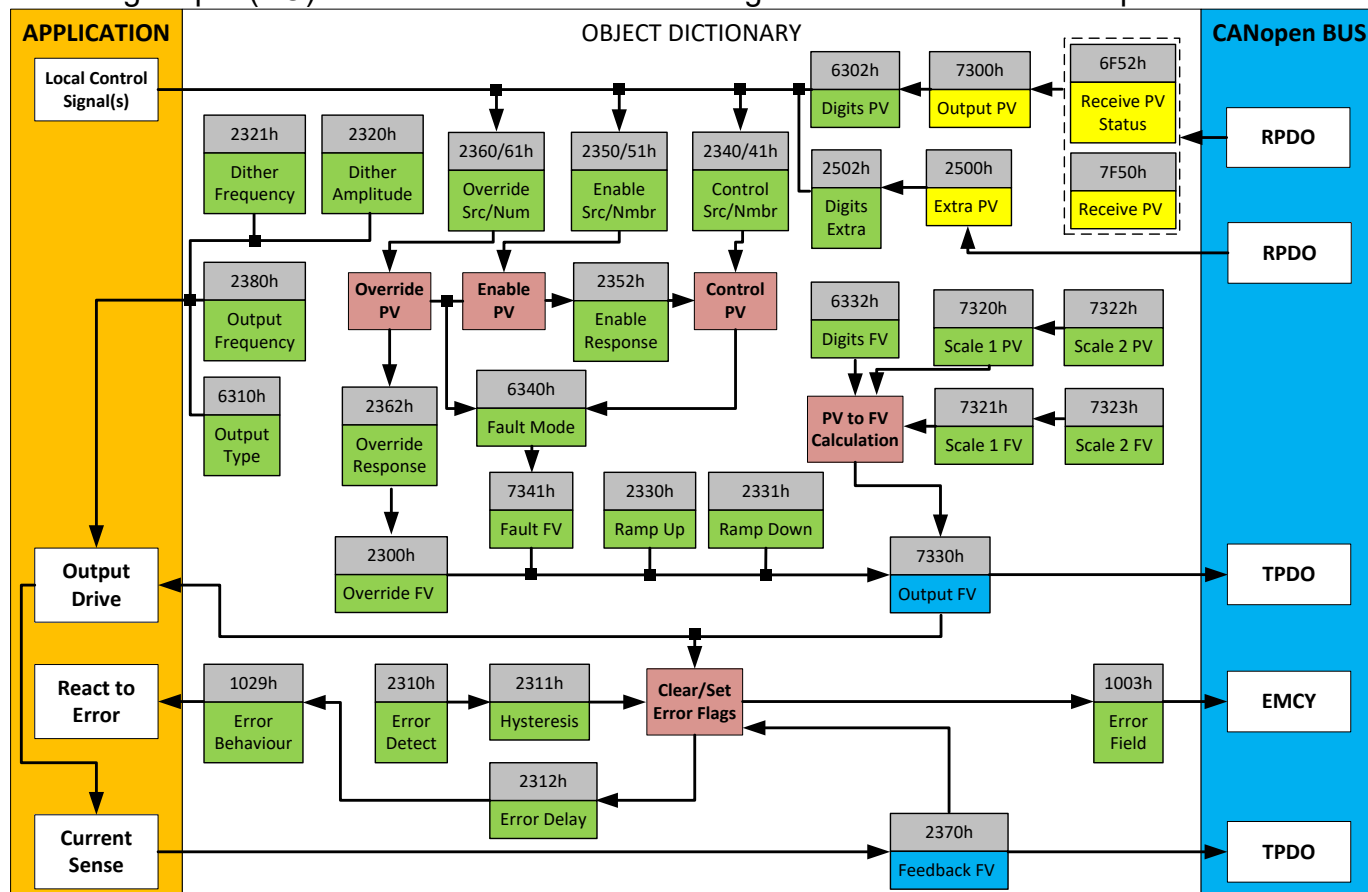 APPLICATION
OBJECT DICTIONARY
CANopen BUS
Local Control
Signal(s)
6302h
Digits PV
7300h
Output PV
6F52h
Receive PV
Status
7F50h
Receive PV
RPDO
RPDO
2321h
Dither
Frequency
2320h
Dither
Amplitude
2360/61h
Override
Src/Num
2350/51h
Enable
Src/Nmbr
2340/41h
Control
Src/Nmbr
2502h
Digits
Extra
2500h
Extra PV
2380h
Output
Frequency
Override
PV
Enable
PV
2352h
Enable
Response
Control
PV
6332h
Digits FV
7320h
Scale 1 PV
7322h
Scale 2 PV
6310h
Output
Type
2362h
Override
Response
6340h
Fault Mode
PV to FV
Calculation
7321h
Scale 1 FV
7323h
Scale 2 FV
7341h
Fault FV
2330h
Ramp Up
2331h
Ramp Down
Output
Drive
2300h
Override FV
7330h
Output FV
TPDO
React to
Error
1029h
Error
Behaviour
2310h
Error
Detect
2311h
Hysteresis
Clear/Set
Error Flags
1003h
Error
Field
EMCY
2312h
Error Delay
Current
Sense
2370h
Feedback FV
TPDO